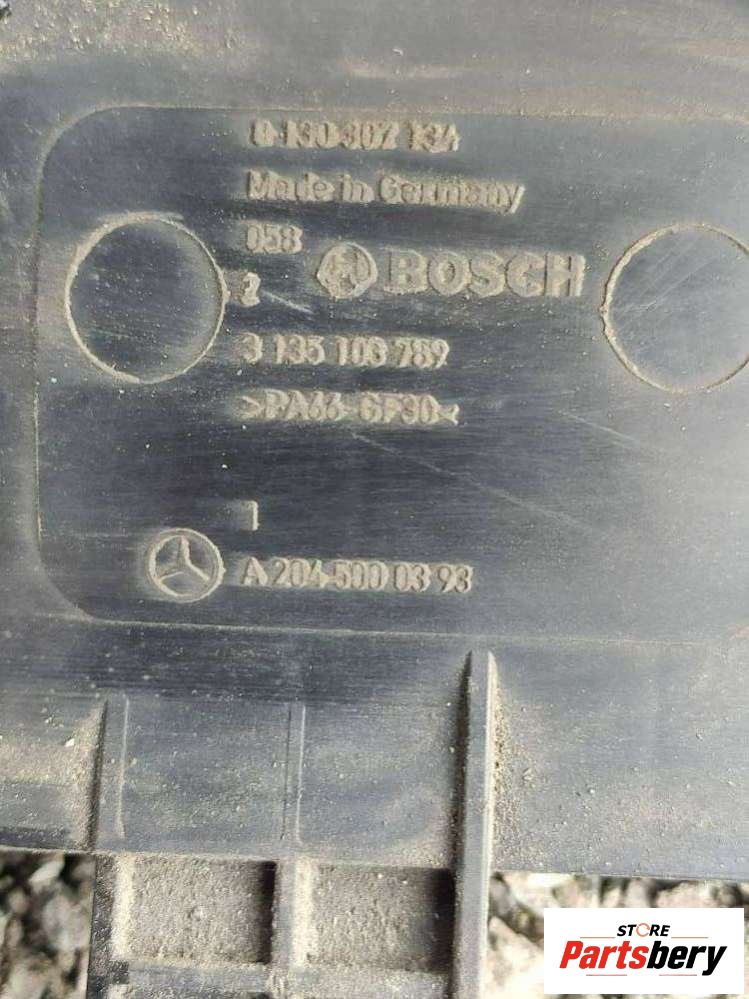 0 130 307 134
Made in Germany
058
BOSCH
2
3 135 103 789
>PA66-GF30<
1
A 204 500 03 93
STORE
Partsbery